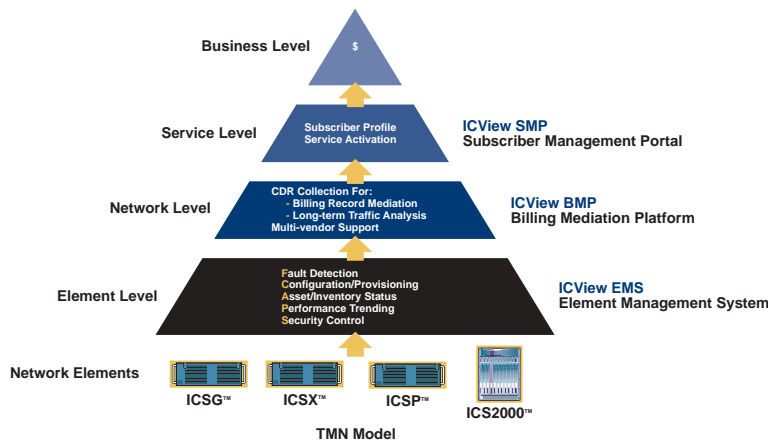 Business Level
$
Service Level
Subscriber Profile
Service Activation
ICView SMP
Subscriber Management Portal
Network Level
CDR Collection For:
- Billing Record Mediation
- Long-term Traffic Analysis
Multi-vendor Support
ICView BMP
Billing Mediation Platform
Element Level
Fault Detection
Configuration/Provisioning
Asset/Inventory Status
Performance Trending
Security Control
ICView EMS
Element Management System
Network Elements
ICSG™
ICSX™
ICSP™
ICS2000™
TMN Model